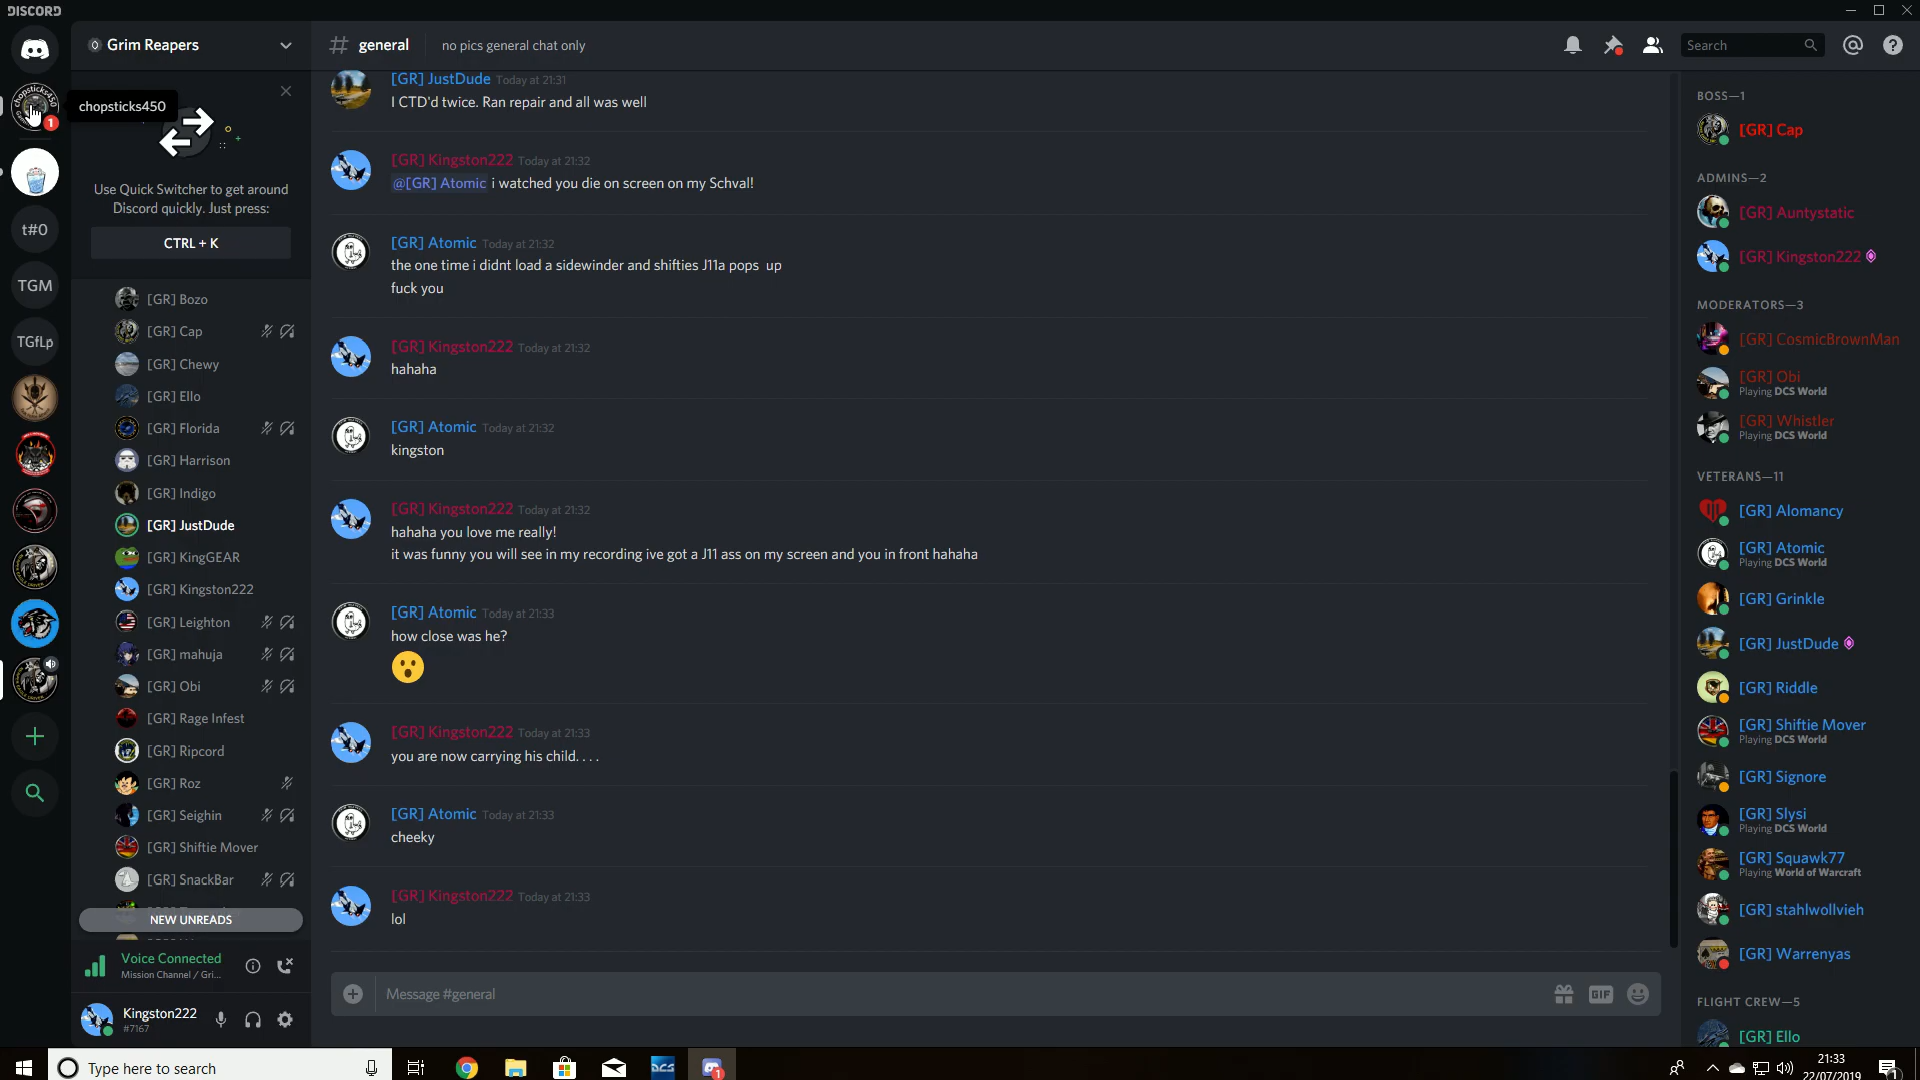 DISCORD
Grim Reapers
general
no pics general chat only
Search
chopsticks450
1
Use Quick Switcher to get around
Discord quickly. Just press:
CTRL + K
t#0
TGM
TGfLp
[GR] Bozo
[GR] Cap
[GR] Chewy
[GR] Ello
[GR] Florida
[GR] Harrison
[GR] Indigo
[GR] JustDude
[GR] KingGEAR
[GR] Kingston222
[GR] Leighton
[GR] mahuja
[GR] Obi
[GR] Rage Infest
[GR] Ripcord
[GR] Roz
[GR] Seighin
[GR] Shiftie Mover
[GR] SnackBar
NEW UNREADS
Voice Connected
Mission Channel / Gri...
Kingston222
#7167
[GR] JustDude Today at 21:31
I CTD'd twice. Ran repair and all was well
[GR] Kingston222 Today at 21:32
@[GR] Atomic i watched you die on screen on my Schval!
[GR] Atomic Today at 21:32
the one time i didnt load a sidewinder and shifties J11a pops up
fuck you
[GR] Kingston222 Today at 21:32
hahaha
[GR] Atomic Today at 21:32
kingston
[GR] Kingston222 Today at 21:32
hahaha you love me really!
it was funny you will see in my recording ive got a J11 ass on my screen and you in front hahaha
[GR] Atomic Today at 21:33
how close was he?
[GR] Kingston222 Today at 21:33
you are now carrying his child. . . .
[GR] Atomic Today at 21:33
cheeky
[GR] Kingston222 Today at 21:33
lol
Message #general
GIF
BOSS—1
[GR] Cap
ADMINS—2
[GR] Auntystatic
[GR] Kingston222
MODERATORS—3
[GR] CosmicBrownMan
[GR] Obi
Playing DCS World
[GR] Whistler
Playing DCS World
VETERANS—11
[GR] Alomancy
[GR] Atomic
Playing DCS World
[GR] Grinkle
[GR] JustDude
[GR] Riddle
[GR] Shiftie Mover
Playing DCS World
[GR] Signore
[GR] Slysi
Playing DCS World
[GR] Squawk77
Playing World of Warcraft
[GR] stahlwollvieh
[GR] Warrenyas
FLIGHT CREW—5
[GR] Ello
Type here to search
DCS
1
21:33
22/07/2019
1